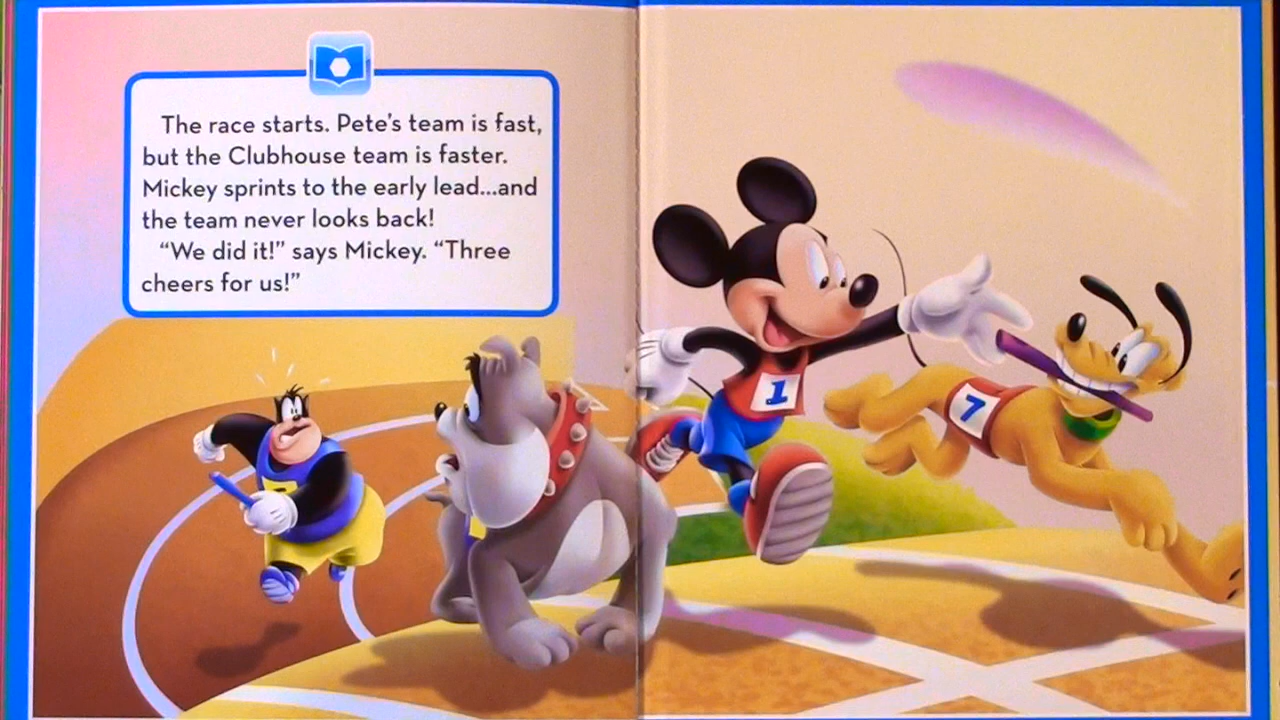 The race starts. Pete's team is fast,
but the Clubhouse team is faster.
Mickey sprints to the early lead...and
the team never looks back!
“We did it!” says Mickey. “Three
cheers for us!”
1
7